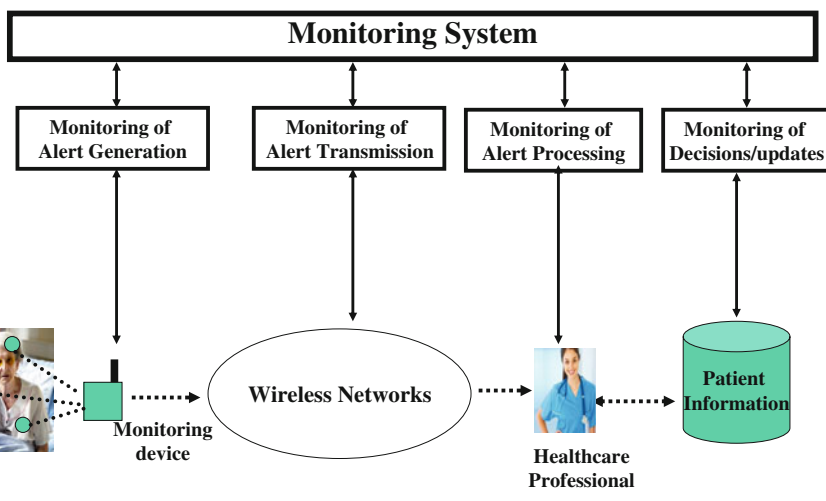 Monitoring System
Monitoring of
Alert Generation
Monitoring of
Alert Transmission
Monitoring of
Alert Processing
Monitoring of
Decisions/updates
Wireless Networks
Monitoring
device
Healthcare
Professional
Patient
Information